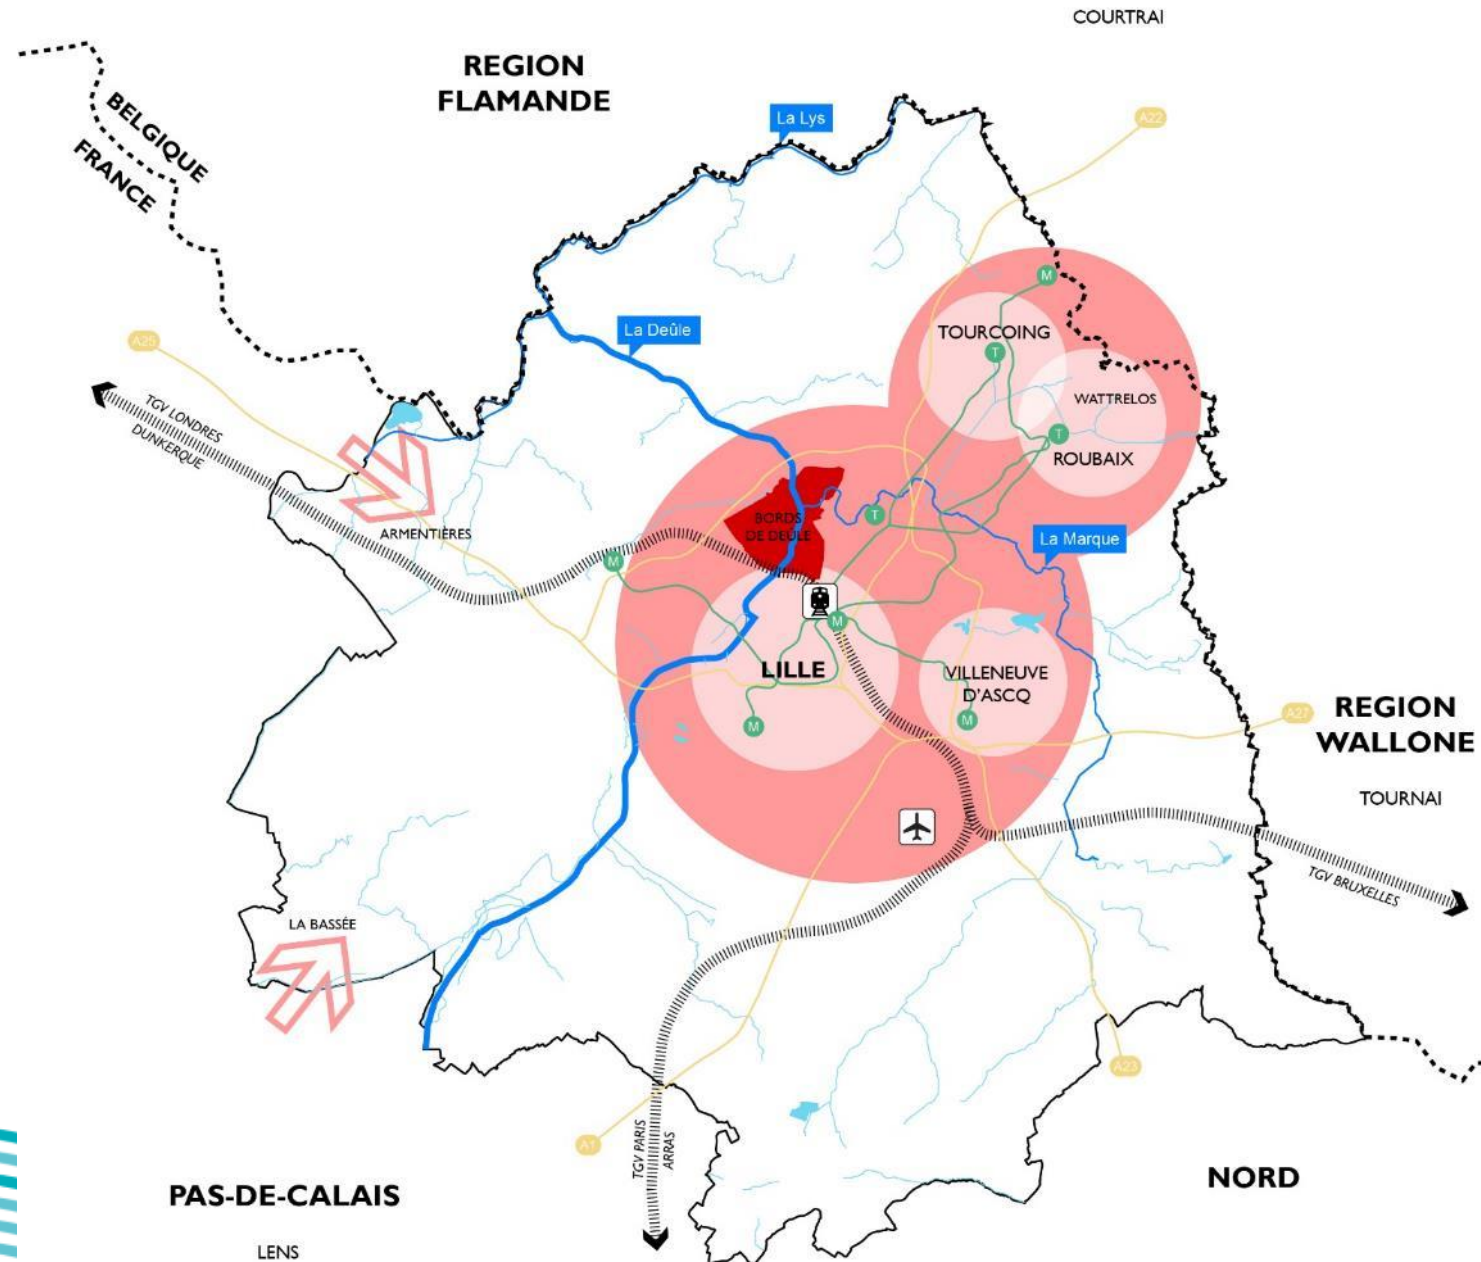 COURTRAI
REGION
FLAMANDE
BELGIQUE
FRANCE
La Lys
A22
M
La Deûle
TOURCOING
T
A25
WATTRELOS
TGV LONDRES
DUNKERQUE
T
ROUBAIX
BORDS
DE DEÛLE
T
ARMENTIÈRES
La Marque
M
M
LILLE
VILLENEUVE
D'ASCQ
M
M
A27
REGION
WALLONE
TOURNAI
TGV BRUXELLES
LA BASSÉE
A23
A1
TGV PARIS
ARRAS
PAS-DE-CALAIS
NORD
LENS